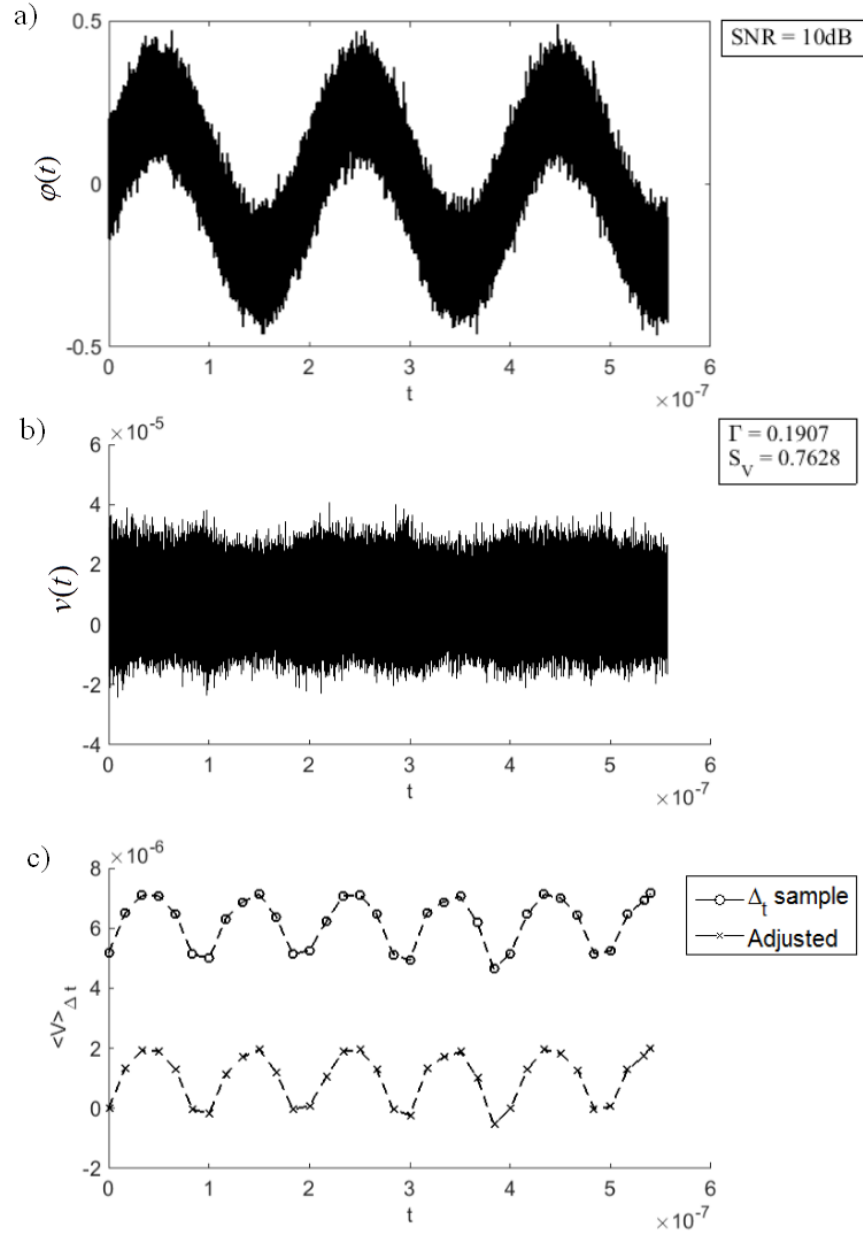 a)
SNR = 10dB
0.5
0
-0.5
φ(t)
0 1 2 3 4 5 6
t
×10⁻⁷
b)
×10⁻⁵
Γ = 0.1907
S_V = 0.7628
6
4
2
0
-2
-4
v(t)
0 1 2 3 4 5 6
t
×10⁻⁷
c)
×10⁻⁶
8
6
4
2
0
-2
<V>_Δ t
Δ_t sample
Adjusted
0 1 2 3 4 5 6
t
×10⁻⁷